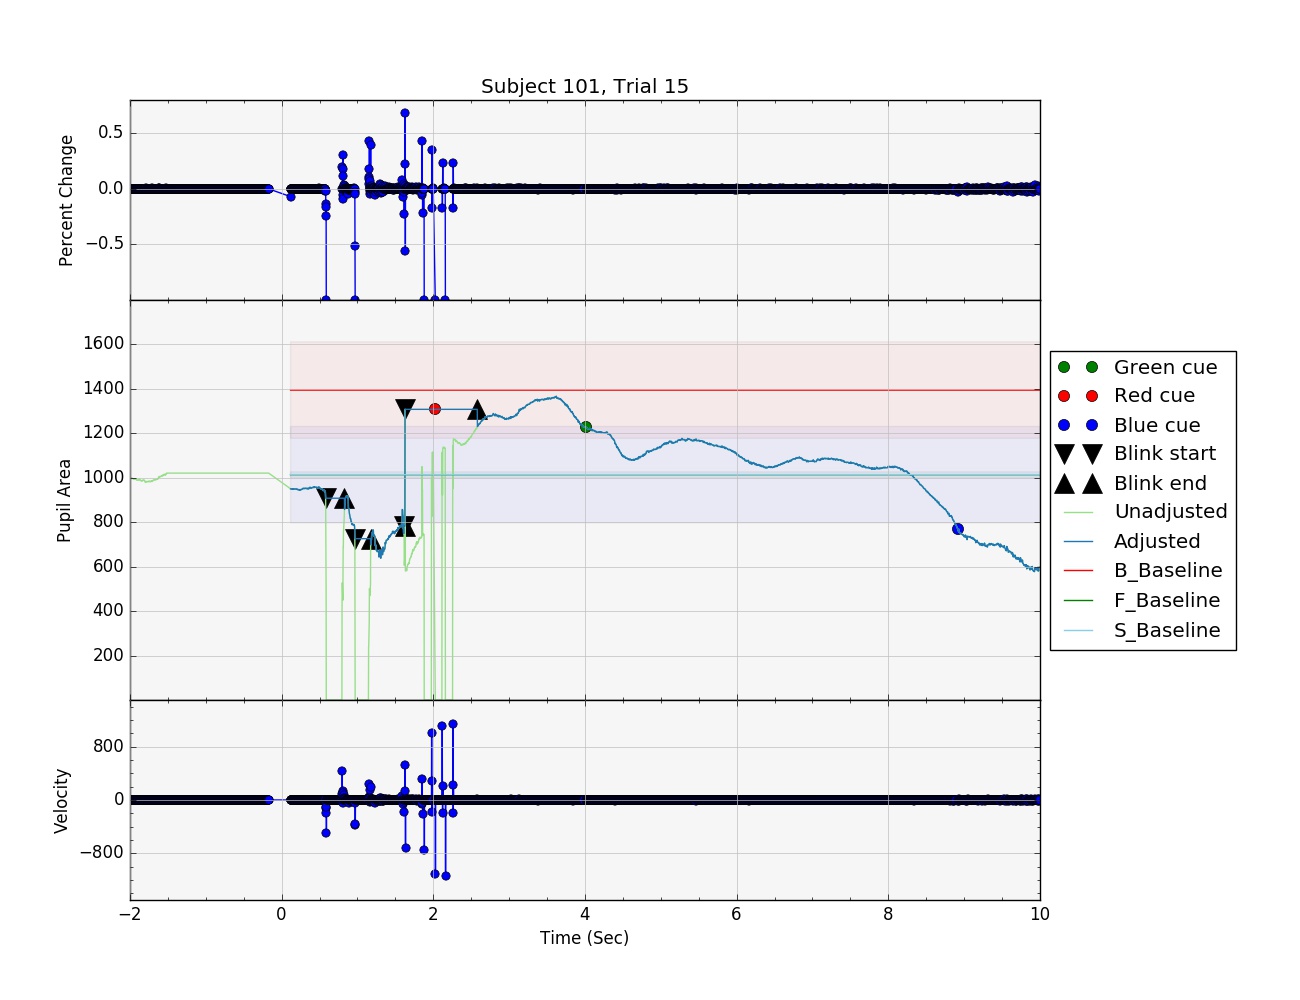 Subject 101, Trial 15
0.5
0.0
−0.5
Percent Change
1600
1400
1200
1000
800
600
400
200
Pupil Area
Green cue
Red cue
Blue cue
Blink start
Blink end
Unadjusted
Adjusted
B_Baseline
F_Baseline
S_Baseline
800
0
−800
Velocity
−2 0 2 4 6 8 10
Time (Sec)